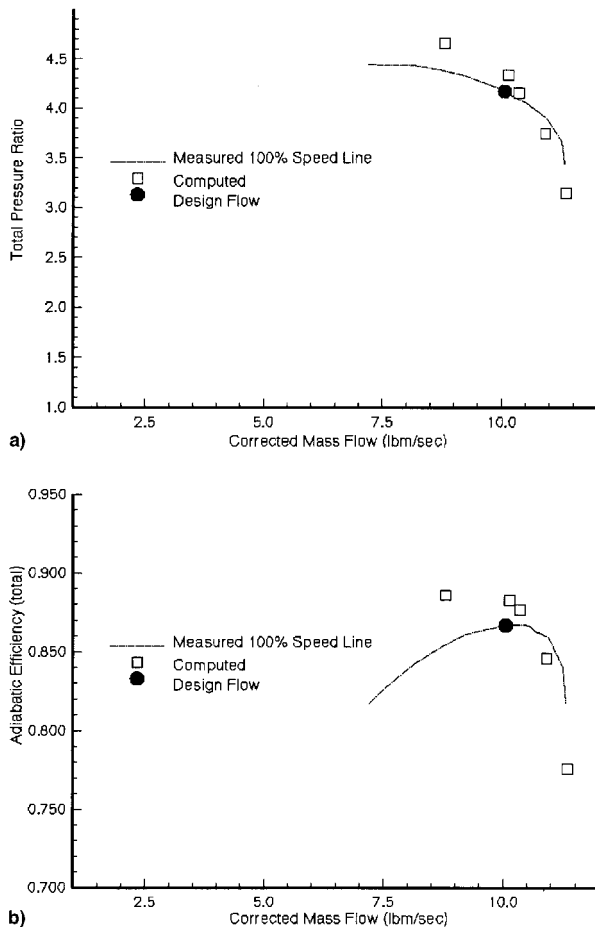 Total Pressure Ratio
4.5
4.0
3.5
3.0
2.5
2.0
1.5
1.0
Measured 100% Speed Line
Computed
Design Flow
2.5 5.0 7.5 10.0
Corrected Mass Flow (lbm/sec)
a)
Adiabatic Efficiency (total)
0.950
0.900
0.850
0.800
0.750
0.700
Measured 100% Speed Line
Computed
Design Flow
2.5 5.0 7.5 10.0
Corrected Mass Flow (lbm/sec)
b)